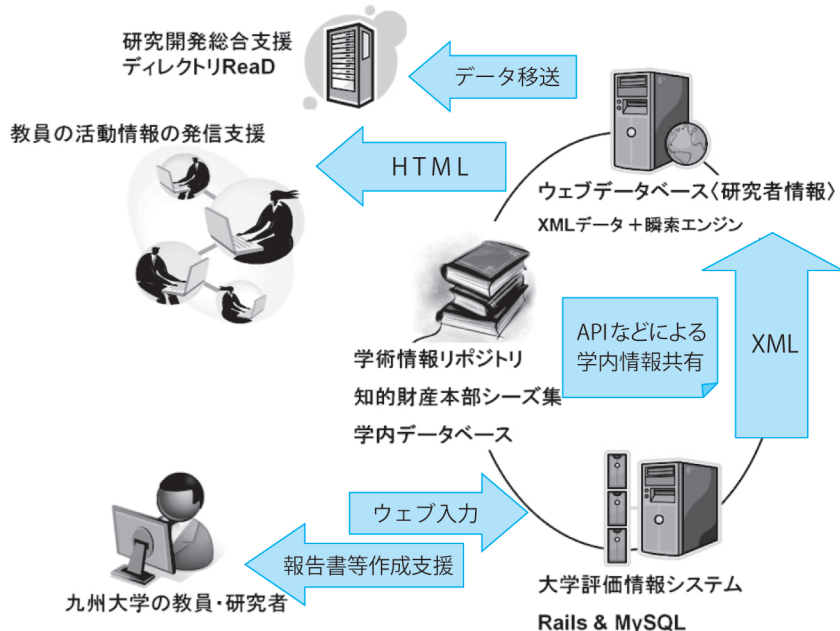 研究開発総合支援
ディレクトリReaD
データ移送
教員の活動情報の発信支援
HTML
ウェブデータベース〈研究者情報〉
XMLデータ＋瞬索エンジン
APIなどによる
学内情報共有
XML
学術情報リポジトリ
知的財産本部シーズ集
学内データベース
ウェブ入力
報告書等作成支援
九州大学の教員・研究者
大学評価情報システム
Rails & MySQL